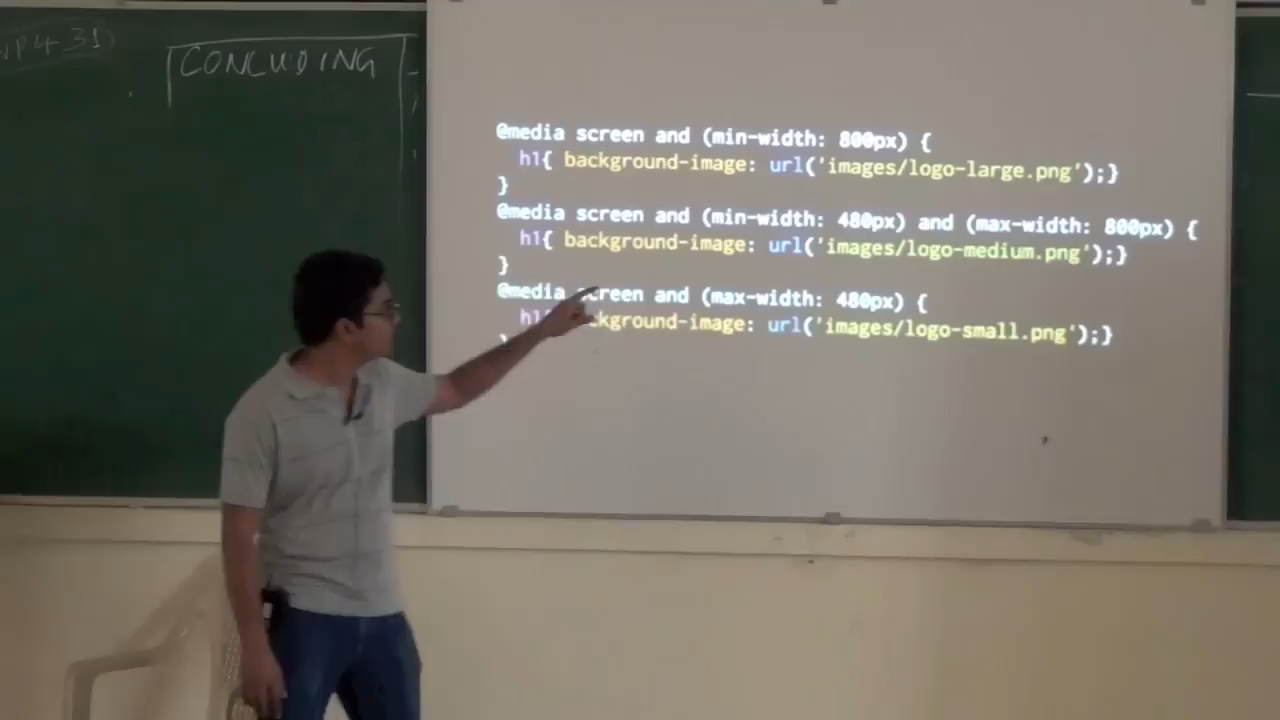 CONCLUDING
@media screen and (min-width: 800px) {
h1{ background-image: url('images/logo-large.png');}
}
@media screen and (min-width: 480px) and (max-width: 800px) {
h1{ background-image: url('images/logo-medium.png');}
}
@media screen and (max-width: 480px) {
h1 background-image: url('images/logo-small.png');}
}